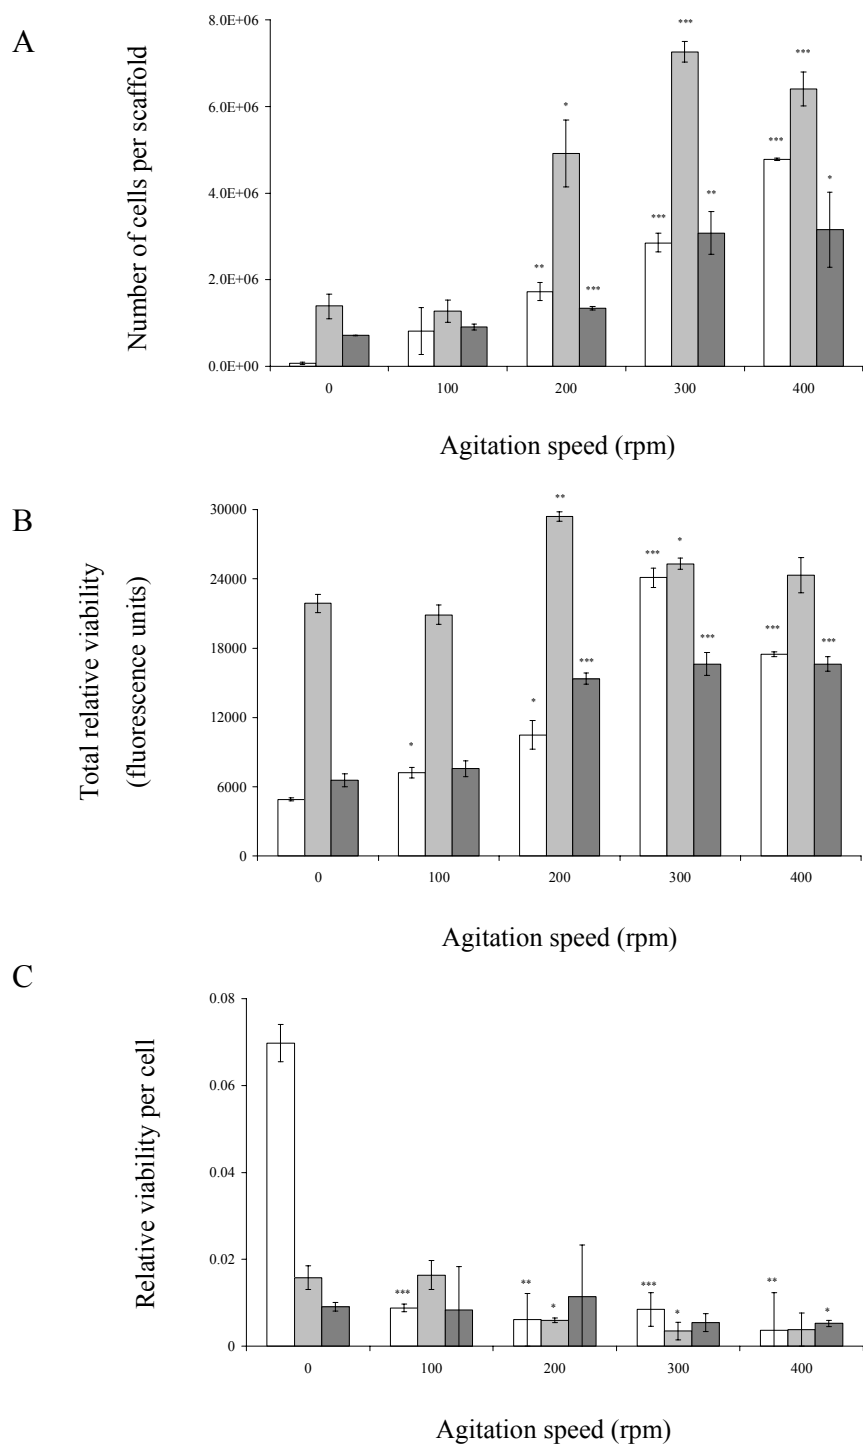 A
Number of cells per scaffold
8.0E+06
6.0E+06
4.0E+06
2.0E+06
0.0E+00
*** *** * *** * *** ** ** ***
0 100 200 300 400
Agitation speed (rpm)
B
Total relative viability
(fluorescence units)
30000
24000
18000
12000
6000
0
** *** * *** *** *** *** * *
0 100 200 300 400
Agitation speed (rpm)
C
Relative viability per cell
0.08
0.06
0.04
0.02
0
*** ** * *** * ** *
0 100 200 300 400
Agitation speed (rpm)